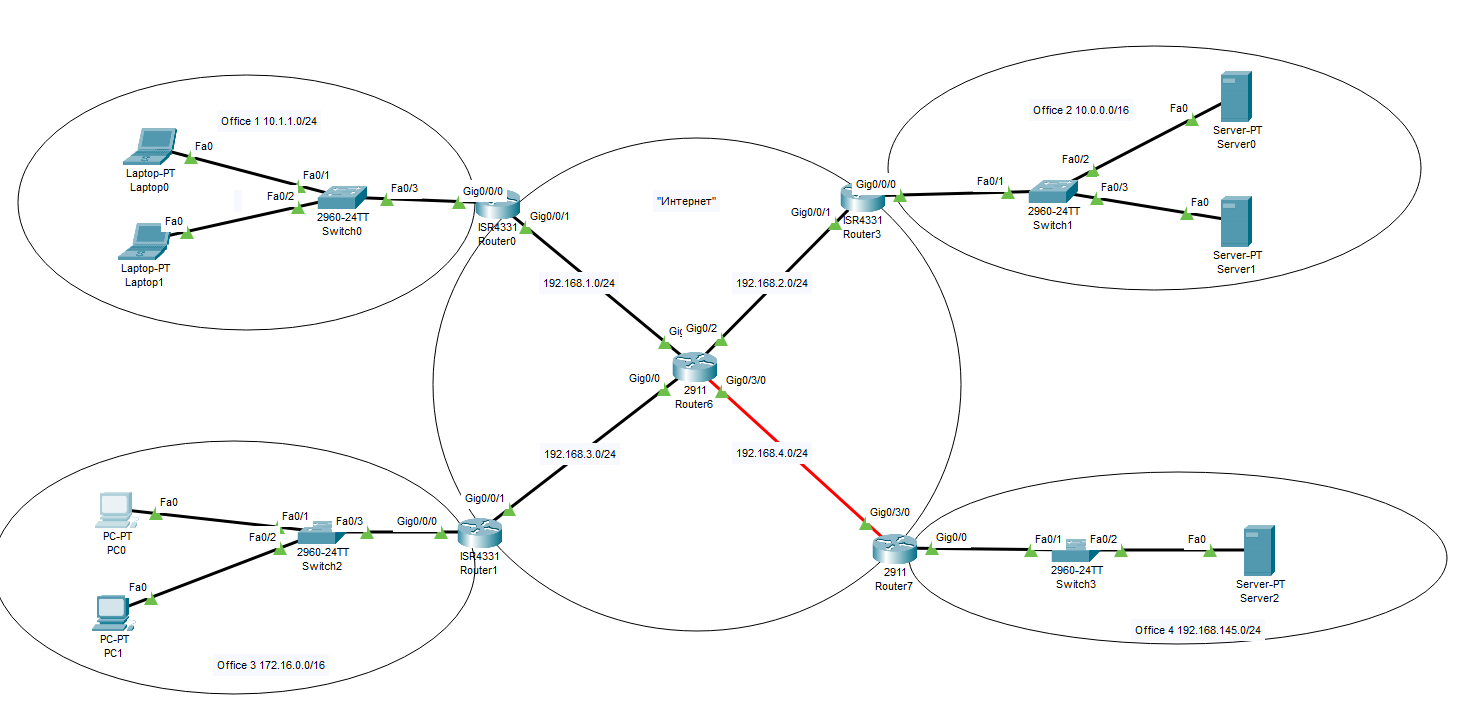 Office 1 10.1.1.0/24
Fa0
Laptop-PT
Laptop0
Fa0/1
Fa0/2
Fa0
Laptop-PT
Laptop1
2960-24TT
Switch0
Fa0/3
Gig0/0/0
ISR4331
Router0
Gig0/0/1
"Интернет"
192.168.1.0/24
192.168.2.0/24
Gig0/0/0
Gig0/0/1
ISR4331
Router3
Office 2 10.0.0.0/16
Fa0/1
Fa0/2
Fa0/3
2960-24TT
Switch1
Fa0
Server-PT
Server0
Fa0
Server-PT
Server1
Gig0/2
Gig0/0
Gig0/3/0
2911
Router6
192.168.3.0/24
192.168.4.0/24
Fa0
PC-PT
PC0
Fa0/1
Fa0/2
Fa0/3
2960-24TT
Switch2
Fa0
PC-PT
PC1
Gig0/0/0
Gig0/0/1
ISR4331
Router1
Office 3 172.16.0.0/16
Gig0/3/0
Gig0/0
2911
Router7
Fa0/1
Fa0/2
2960-24TT
Switch3
Fa0
Server-PT
Server2
Office 4 192.168.145.0/24